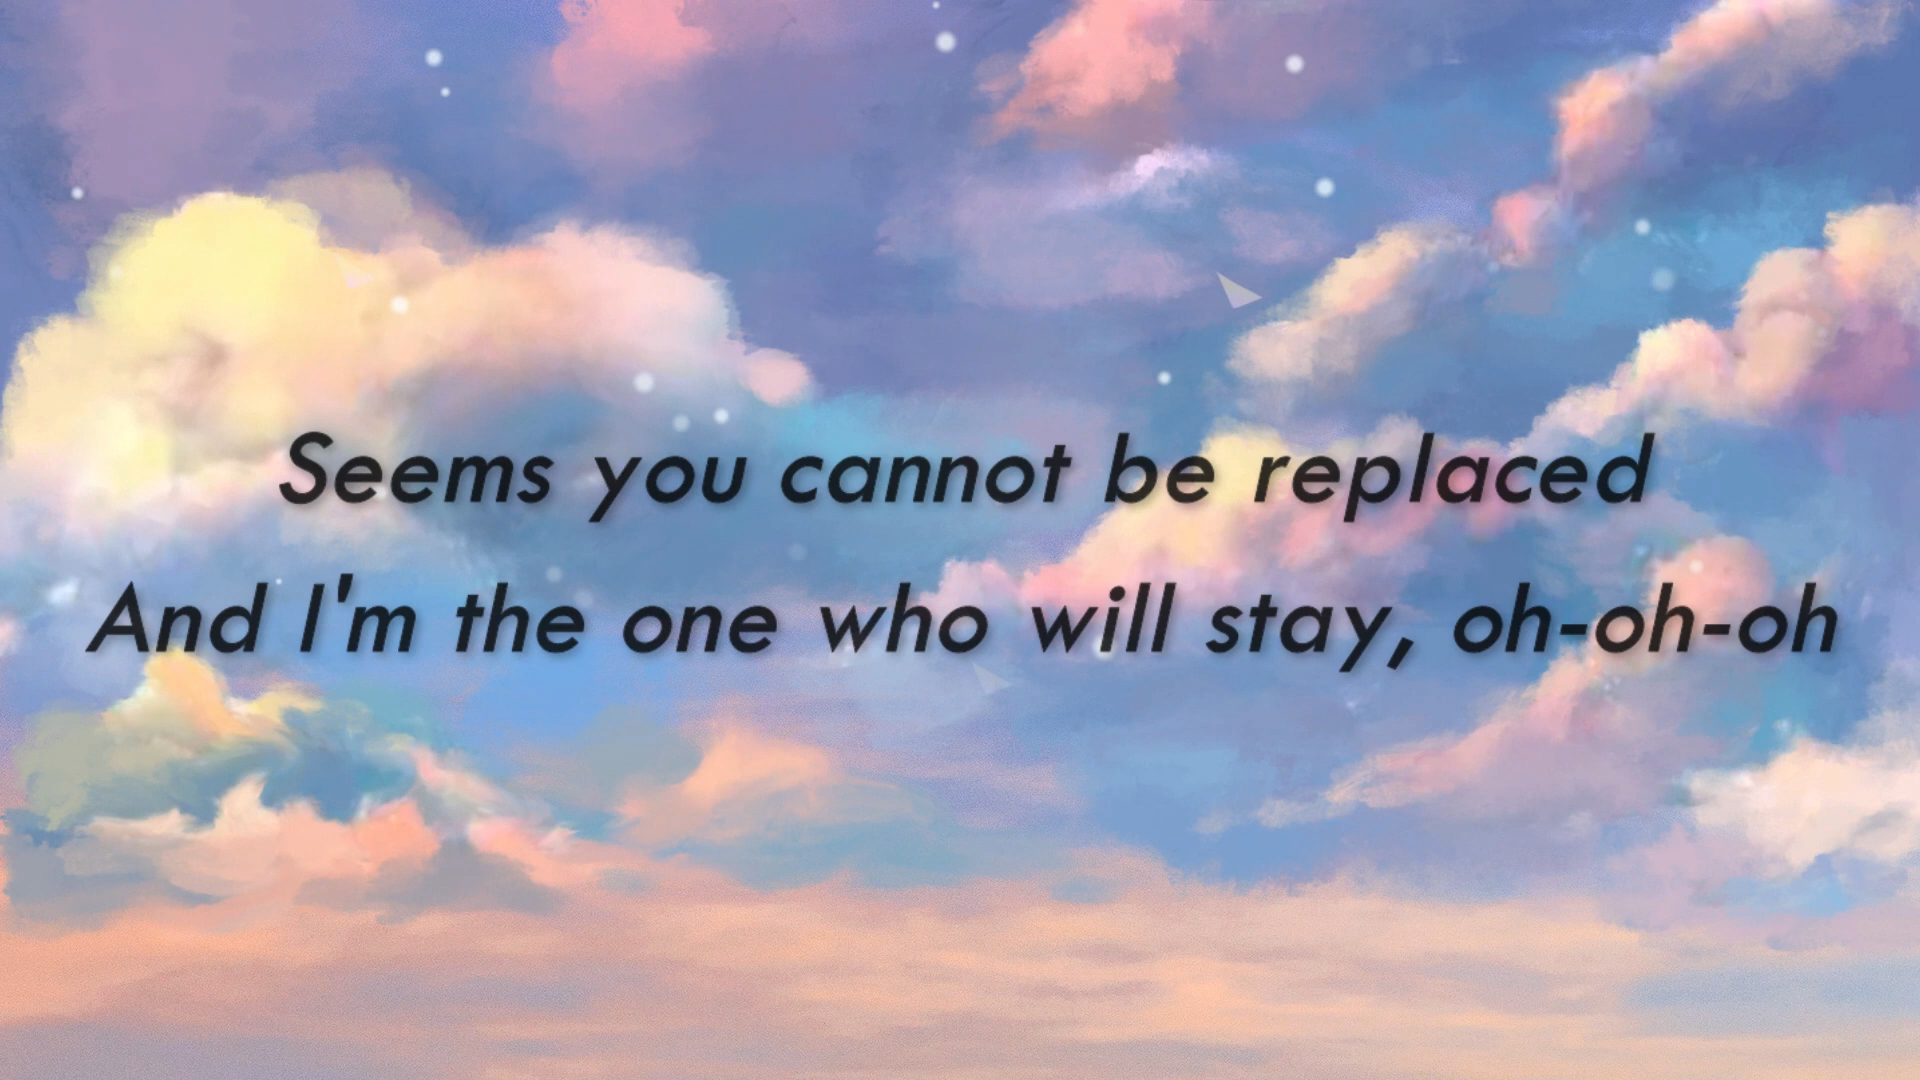 Seems you cannot be replaced
And I'm the one who will stay, oh-oh-oh